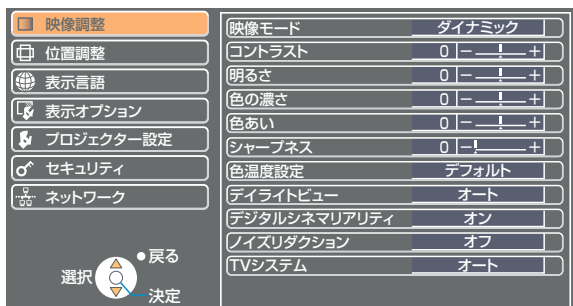 映像調整
位置調整
表示言語
表示オプション
プロジェクター設定
セキュリティ
ネットワーク
戻る
選択
決定
映像モード ダイナミック
コントラスト 0 − +
明るさ 0 − +
色の濃さ 0 − +
色あい 0 − +
シャープネス 0 − +
色温度設定 デフォルト
デイライトビュー オート
デジタルシネマリアリティ オン
ノイズリダクション オフ
TVシステム オート